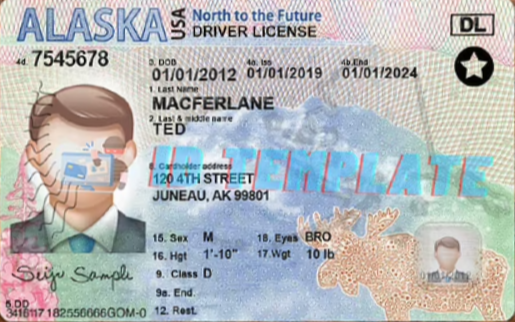 ALASKA USA North to the Future DL
DRIVER LICENSE
4d. 7545678
3. DOB 4a. Iss 4b. End
01/01/2012 01/01/2019 01/01/2024
1. Last Name
MACFERLANE
2. Last & middle name
TED
ID TEMPLATE
8. Cardholder address
120 4TH STREET
JUNEAU, AK 99801
15. Sex M 18. Eyes BRO
16. Hgt 1'-10" 17. Wgt 10 lb
9. Class D
9a. End.
12. Rest.
Seijr Sample
5.DD
3416117 182556666GOM-0